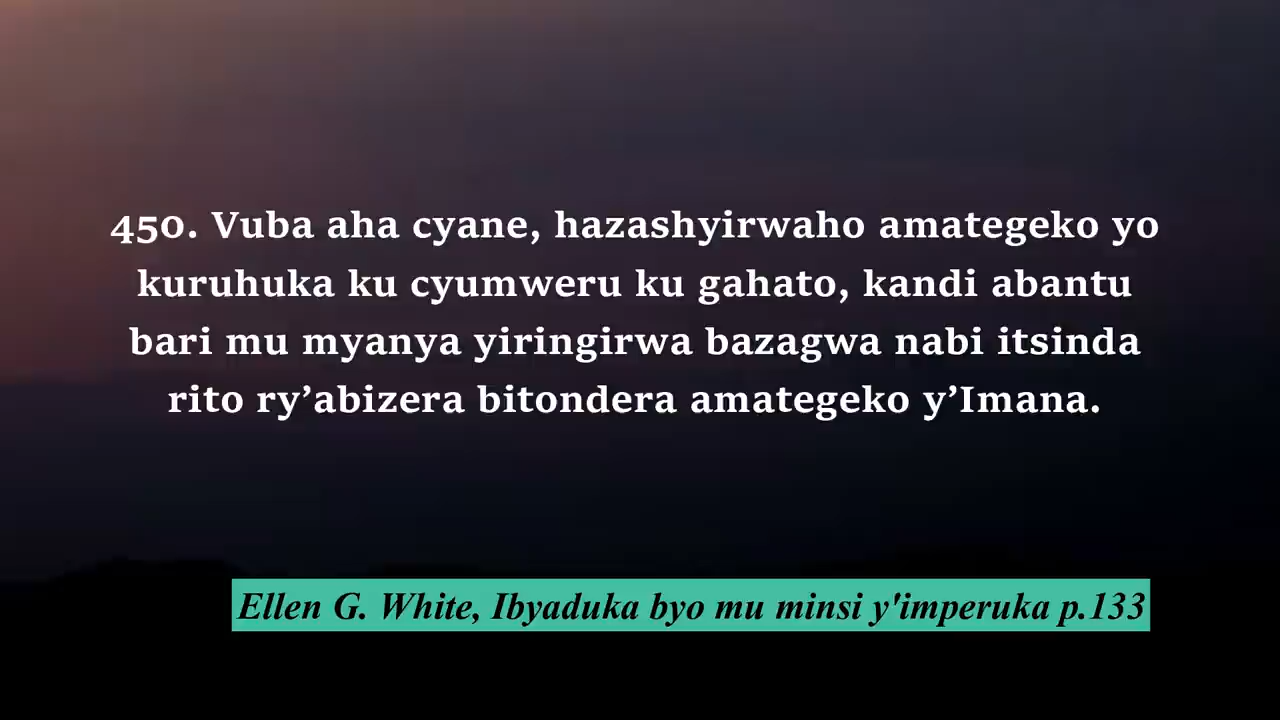 450. Vuba aha cyane, hazashyirwaho amategeko yo
kuruhuka ku cyumweru ku gahato, kandi abantu
bari mu myanya yiringirwa bazagwa nabi itsinda
rito ry’abizera bitondera amategeko y’Imana.
Ellen G. White, Ibyaduka byo mu minsi y'imperuka p.133